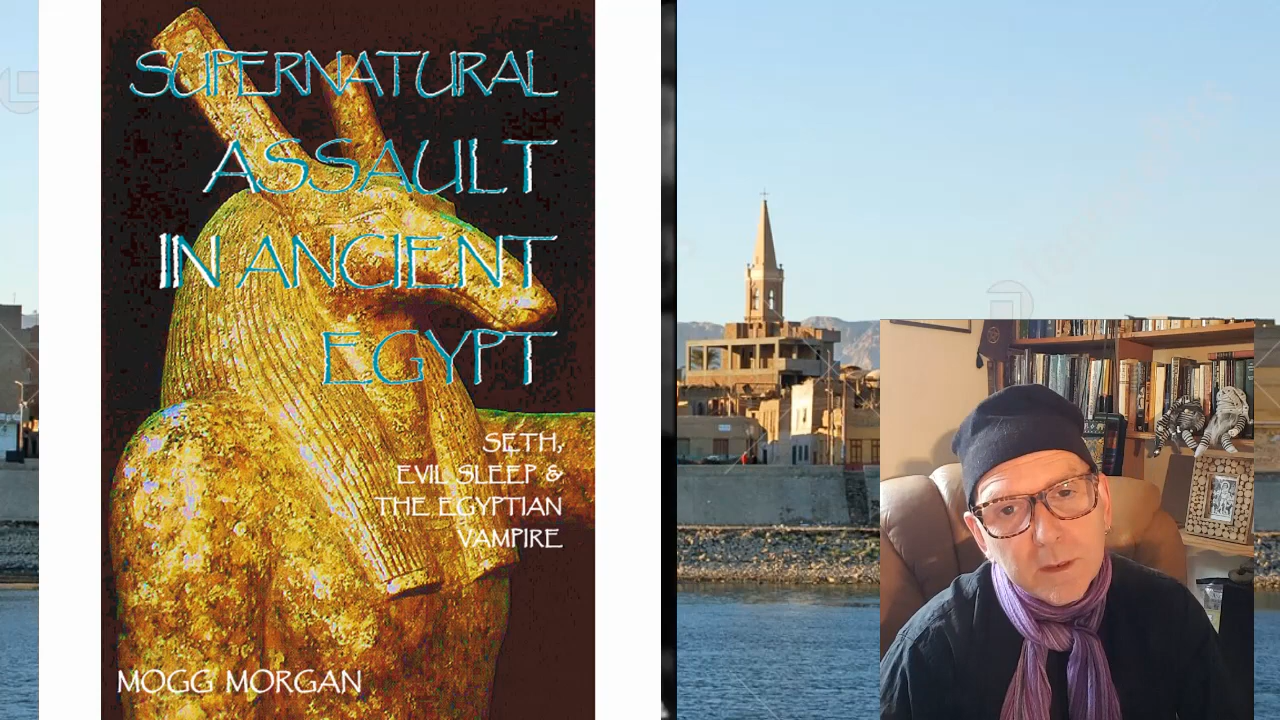 SUPERNATURAL
ASSAULT
IN ANCIENT
EGYPT
SETH,
EVIL SLEEP &
THE EGYPTIAN
VAMPIRE
MOGG MORGAN